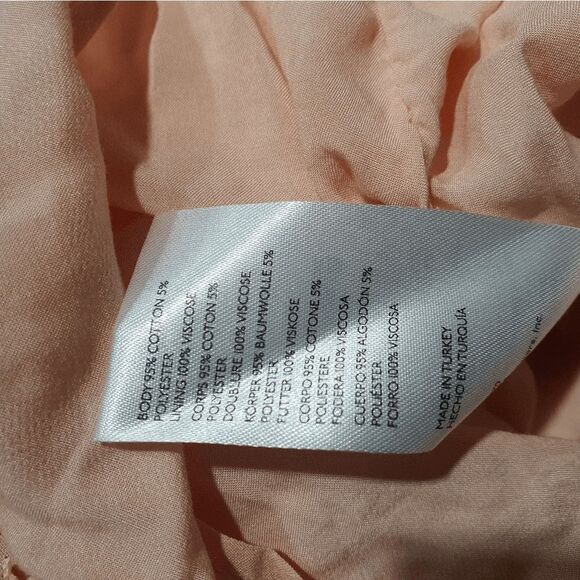 BODY 95% COTTON 5%
POLYESTER
LINING 100% VISCOSE
CORPS 95% COTON 5%
POLYESTER
DOUBLURE 100% VISCOSE
KÖRPER 95% BAUMWOLLE 5%
POLYESTER
FUTTER 100% VISKOSE
CORPO 95% COTONE 5%
POLIESTERE
FODERA 100% VISCOSA
CUERPO 95% ALGODÓN 5%
POLIÉSTER
FORRO 100% VISCOSA
MADE IN TURKEY
HECHO EN TURQUÍA
Inc.